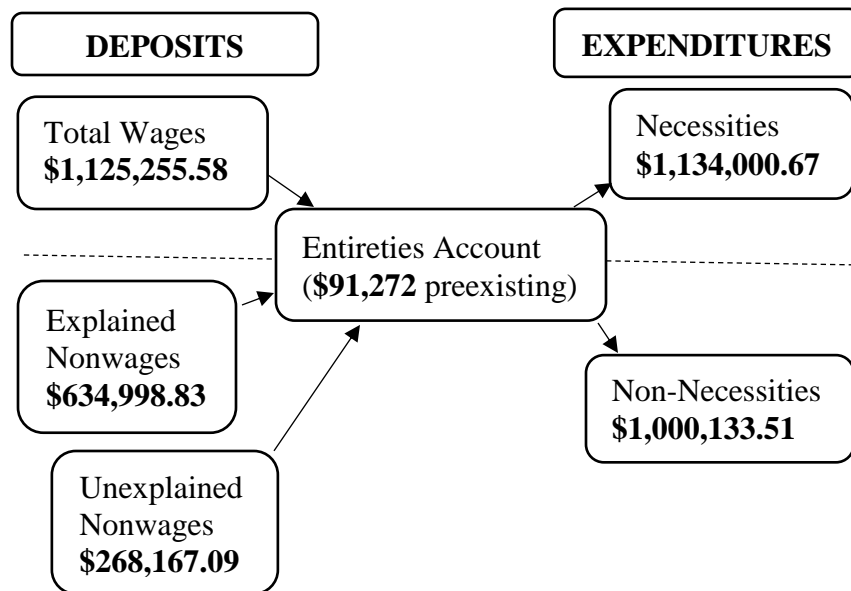 DEPOSITS
EXPENDITURES
Total Wages
$1,125,255.58
Necessities
$1,134,000.67
Entireties Account
($91,272 preexisting)
Explained
Nonwages
$634,998.83
Non-Necessities
$1,000,133.51
Unexplained
Nonwages
$268,167.09